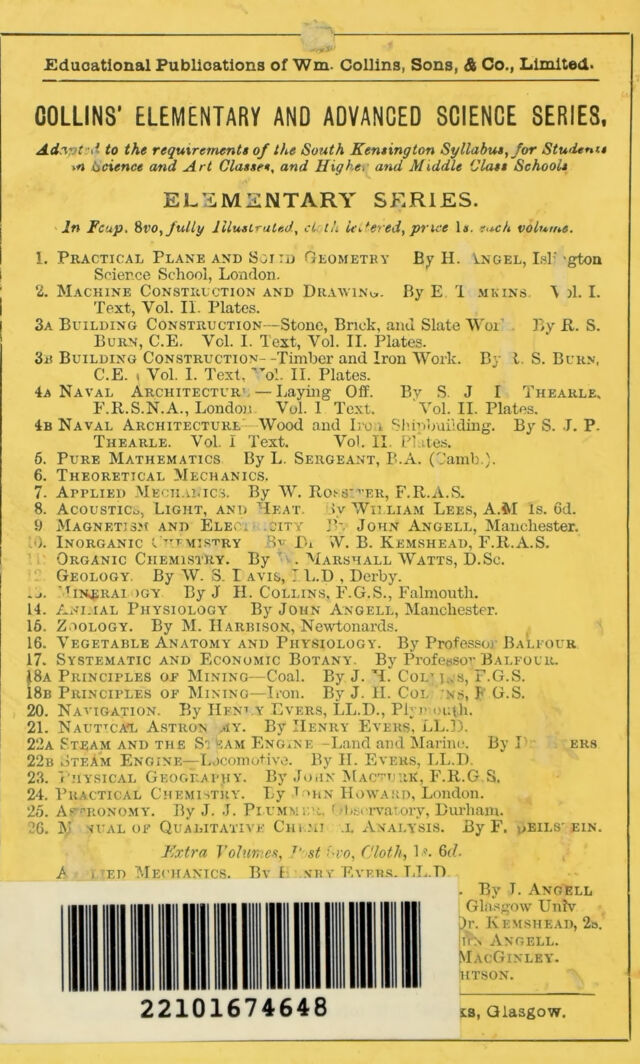 Educational Publications of Wm. Collins, Sons, & Co., Limited.
COLLINS' ELEMENTARY AND ADVANCED SCIENCE SERIES,
Adapted to the requirements of the South Kensington Syllabus, for Students
in Science and Art Classes, and Higher and Middle Class Schools
ELEMENTARY SERIES.
In Fcap. 8vo, fully Illustrated, cloth lettered, price 1s. each volume.
1. PRACTICAL PLANE AND SOLID GEOMETRY By H. ANGEL, Islington
Science School, London.
2. MACHINE CONSTRUCTION AND DRAWING. By E. TOMKINS. Vol. I.
Text, Vol. II. Plates.
3A BUILDING CONSTRUCTION—Stone, Brick, and Slate Work. By R. S.
BURN, C.E. Vol. I. Text, Vol. II. Plates.
3B BUILDING CONSTRUCTION--Timber and Iron Work. By R. S. BURN,
C.E. Vol. I. Text, Vol. II. Plates.
4A NAVAL ARCHITECTURE—Laying Off. By S. J P THEARLE,
F.R.S.N.A., London Vol. I Text. Vol. II. Plates.
4B NAVAL ARCHITECTURE—Wood and Iron Shipbuilding. By S. J. P.
THEARLE. Vol. I Text. Vol. II Plates.
5. PURE MATHEMATICS By L. SERGEANT, B.A. (Camb.).
6. THEORETICAL MECHANICS.
7. APPLIED MECHANICS. By W. ROSSITER, F.R.A.S.
8. ACOUSTICS, LIGHT, AND HEAT. By WILLIAM LEES, A.M 1s. 6d.
9 MAGNETISM AND ELECTRICITY By JOHN ANGELL, Manchester.
10. INORGANIC CHEMISTRY By Dr W. B. KEMSHEAD, F.R.A.S.
11 ORGANIC CHEMISTRY. By W. MARSHALL WATTS, D.Sc.
12. GEOLOGY. By W. S. DAVIS, LL.D, Derby.
13. MINERALOGY By J H. COLLINS, F.G.S., Falmouth.
14. ANIMAL PHYSIOLOGY By JOHN ANGELL, Manchester.
15. ZOOLOGY. By M. HARBISON, Newtonards.
16. VEGETABLE ANATOMY AND PHYSIOLOGY. By Professor BALFOUR
17. SYSTEMATIC AND ECONOMIC BOTANY. By Professor BALFOUR.
18A PRINCIPLES OF MINING—Coal. By J. H. COLLINS, F.G.S.
18B PRINCIPLES OF MINING—Iron. By J. H. COLLINS, F G.S.
20. NAVIGATION. By HENRY EVERS, LL.D., Plymouth.
21. NAUTICAL ASTRONOMY. By HENRY EVERS, LL.D.
22A STEAM AND THE STEAM ENGINE—Land and Marine. By Dr EVERS
22B STEAM ENGINE—Locomotive. By H. EVERS, LL.D.
23. PHYSICAL GEOGRAPHY. By JOHN MACTURK, F.R.G.S.
24. PRACTICAL CHEMISTRY. By JOHN HOWARD, London.
25. ASTRONOMY. By J. J. PLUMMER, Observatory, Durham.
26. MANUAL OF QUALITATIVE CHEMICAL ANALYSIS. By F. BEILSTEIN.
Extra Volumes, Post 8vo, Cloth, 1s. 6d.
APPLIED MECHANICS. BY HENRY EVERS, LL.D
. By J. ANGELL
Glasgow Univ
Dr. KEMSHEAD, 2s.
ANGELL.
MACGINLEY.
HTSON.
KS, Glasgow.
22101674648